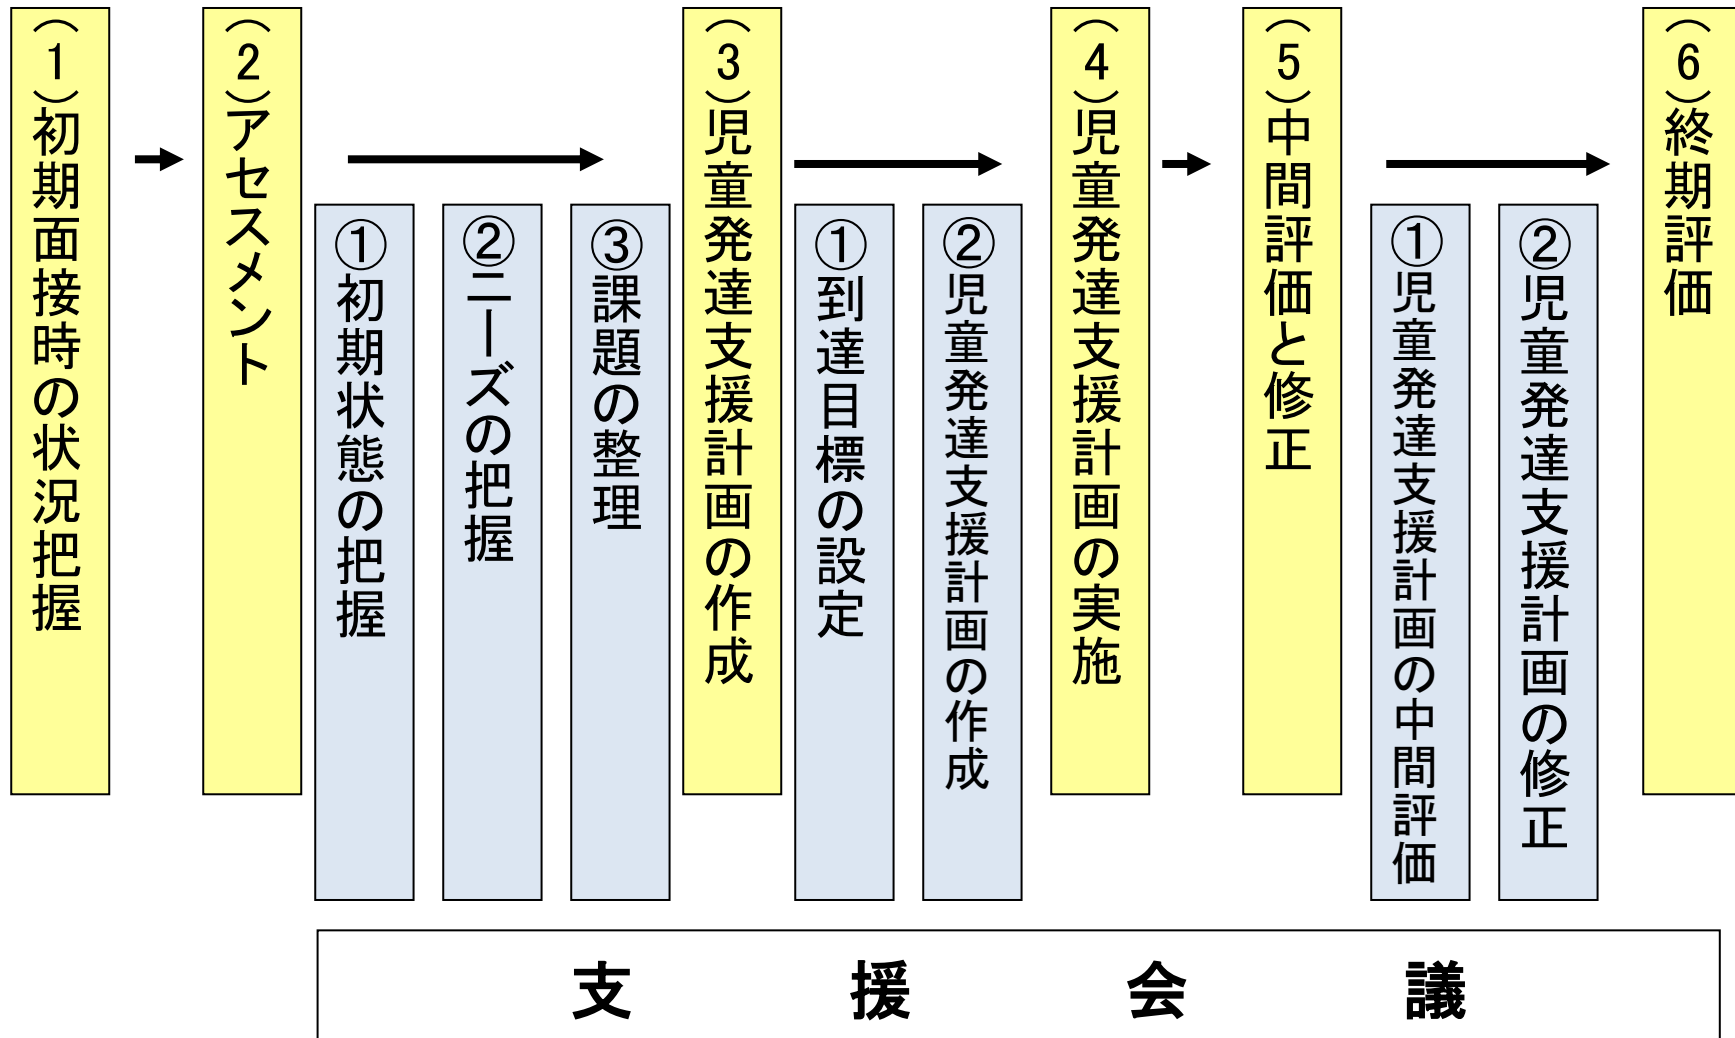 （1）初期面接時の状況把握
（2）アセスメント
①初期状態の把握
②ニーズの把握
③課題の整理
（3）児童発達支援計画の作成
①到達目標の設定
②児童発達支援計画の作成
（4）児童発達支援計画の実施
（5）中間評価と修正
①児童発達支援計画の中間評価
②児童発達支援計画の修正
（6）終期評価
支援会議